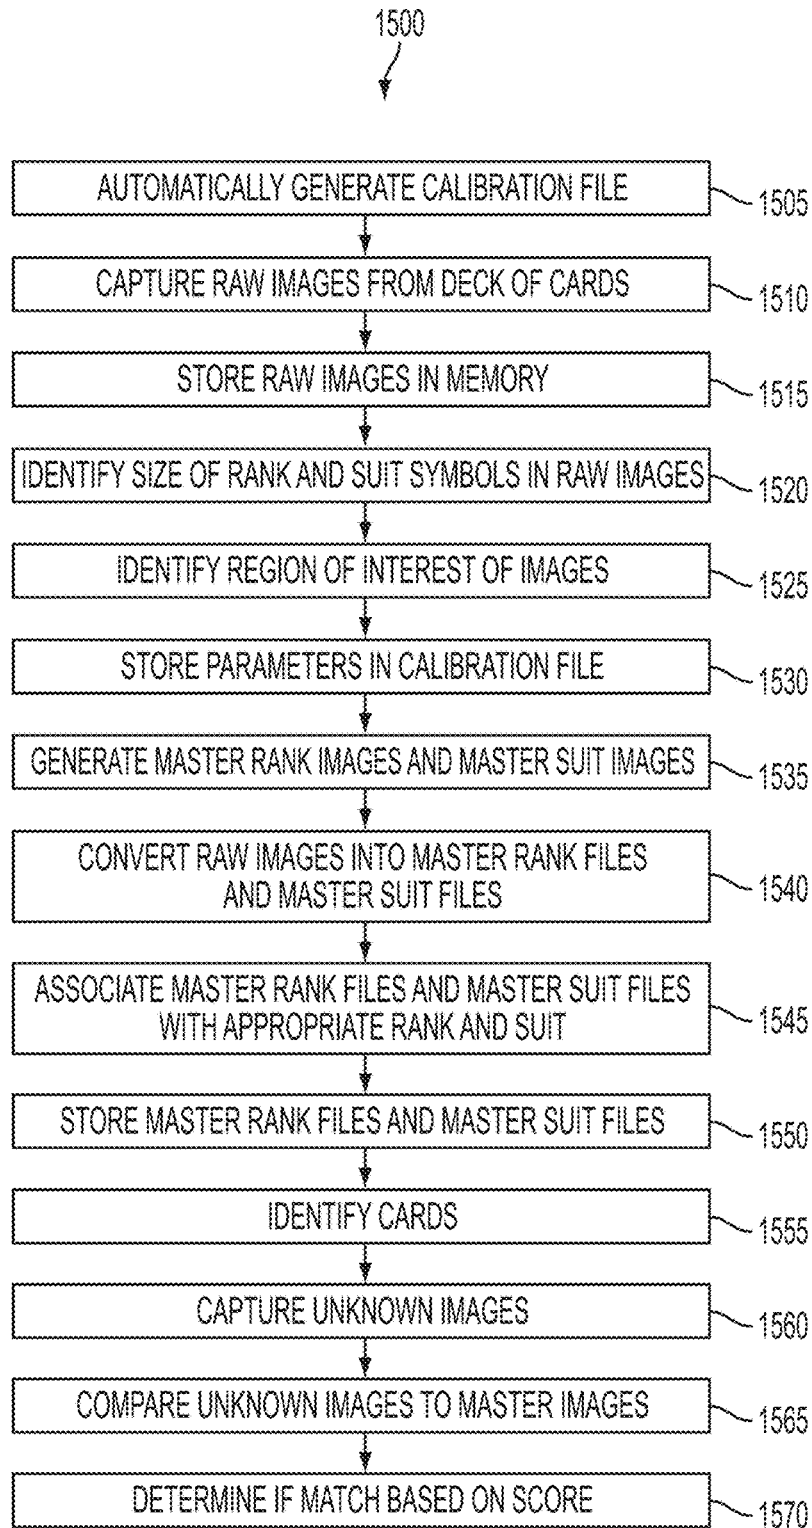 1500
AUTOMATICALLY GENERATE CALIBRATION FILE
1505
CAPTURE RAW IMAGES FROM DECK OF CARDS
1510
STORE RAW IMAGES IN MEMORY
1515
IDENTIFY SIZE OF RANK AND SUIT SYMBOLS IN RAW IMAGES
1520
IDENTIFY REGION OF INTEREST OF IMAGES
1525
STORE PARAMETERS IN CALIBRATION FILE
1530
GENERATE MASTER RANK IMAGES AND MASTER SUIT IMAGES
1535
CONVERT RAW IMAGES INTO MASTER RANK FILES
AND MASTER SUIT FILES
1540
ASSOCIATE MASTER RANK FILES AND MASTER SUIT FILES
WITH APPROPRIATE RANK AND SUIT
1545
STORE MASTER RANK FILES AND MASTER SUIT FILES
1550
IDENTIFY CARDS
1555
CAPTURE UNKNOWN IMAGES
1560
COMPARE UNKNOWN IMAGES TO MASTER IMAGES
1565
DETERMINE IF MATCH BASED ON SCORE
1570